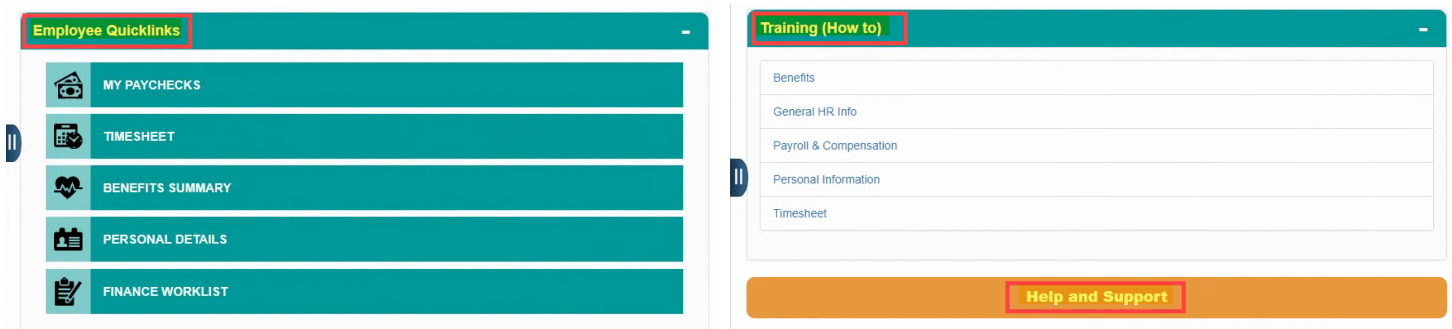 Employee Quicklinks
MY PAYCHECKS
TIMESHEET
BENEFITS SUMMARY
PERSONAL DETAILS
FINANCE WORKLIST
Training (How to)
Benefits
General HR Info
Payroll & Compensation
Personal Information
Timesheet
Help and Support